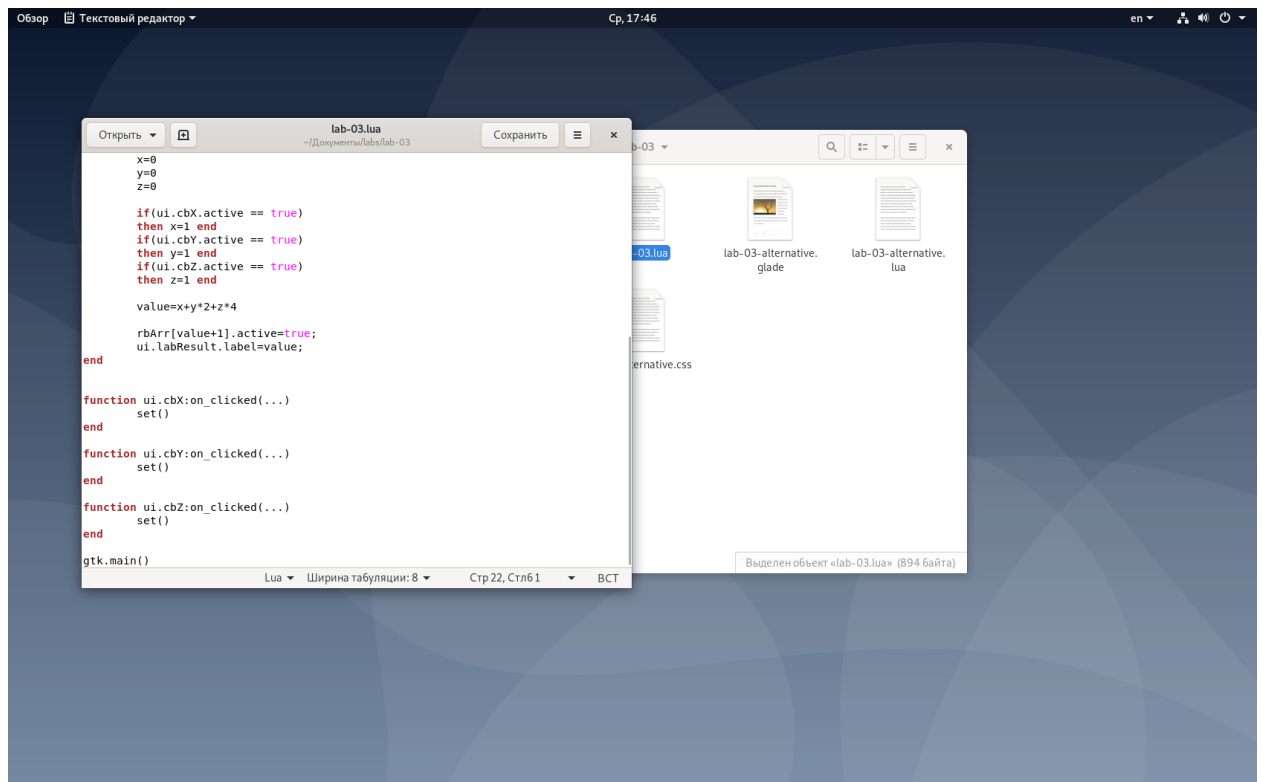 Обзор Текстовый редактор Ср, 17:46 en
Открыть lab-03.lua Сохранить
~/Документы/labs/lab-03
x=0
y=0
z=0
if(ui.cbX.active == true)
then x=1 end
if(ui.cbY.active == true)
then y=1 end
if(ui.cbZ.active == true)
then z=1 end
value=x+y*2+z*4
rbArr[value+1].active=true;
ui.labResult.label=value;
end
function ui.cbX:on_clicked(...)
set()
end
function ui.cbY:on_clicked(...)
set()
end
function ui.cbZ:on_clicked(...)
set()
end
gtk.main()
Lua Ширина табуляции: 8 Стр 22, Стлб 1 ВСТ
b-03
-03.lua
lab-03-alternative.
glade
lab-03-alternative.
lua
ernative.css
Выделен объект «lab-03.lua» (894 байта)